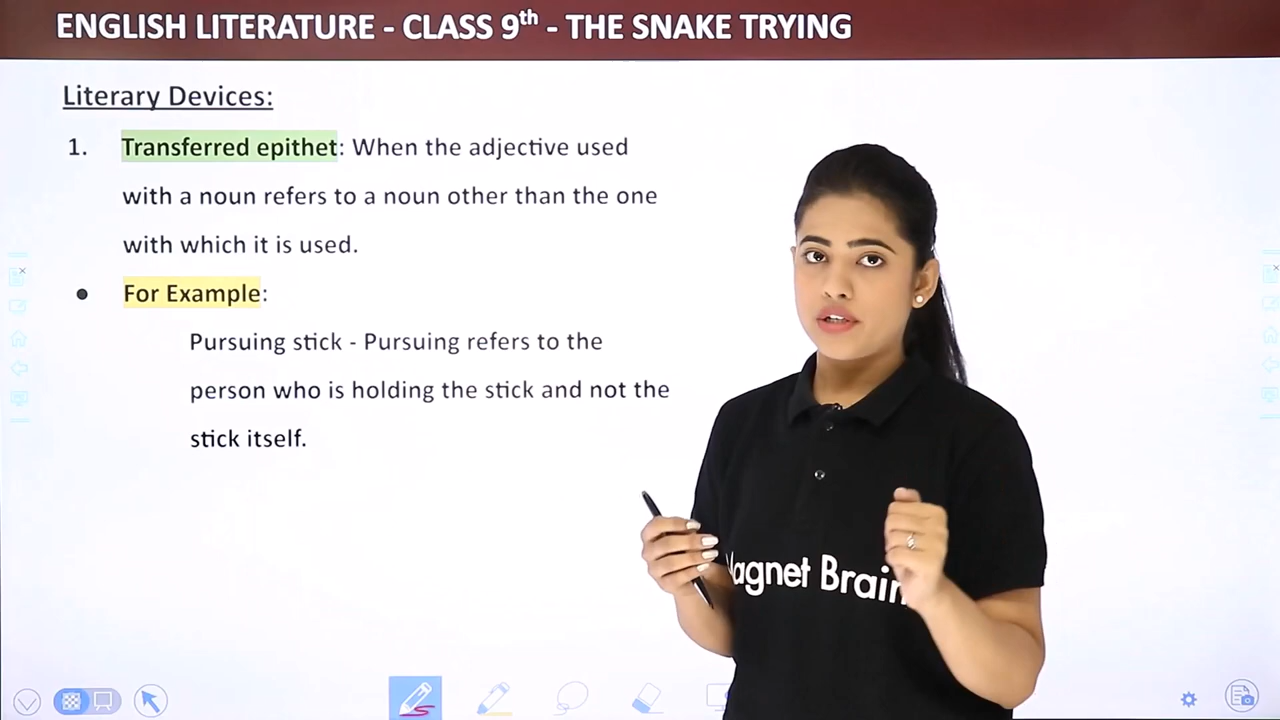 ENGLISH LITERATURE - CLASS 9th - THE SNAKE TRYING
Literary Devices:
1. Transferred epithet: When the adjective used
with a noun refers to a noun other than the one
with which it is used.
● For Example:
Pursuing stick - Pursuing refers to the
person who is holding the stick and not the
stick itself.
agnet Brain